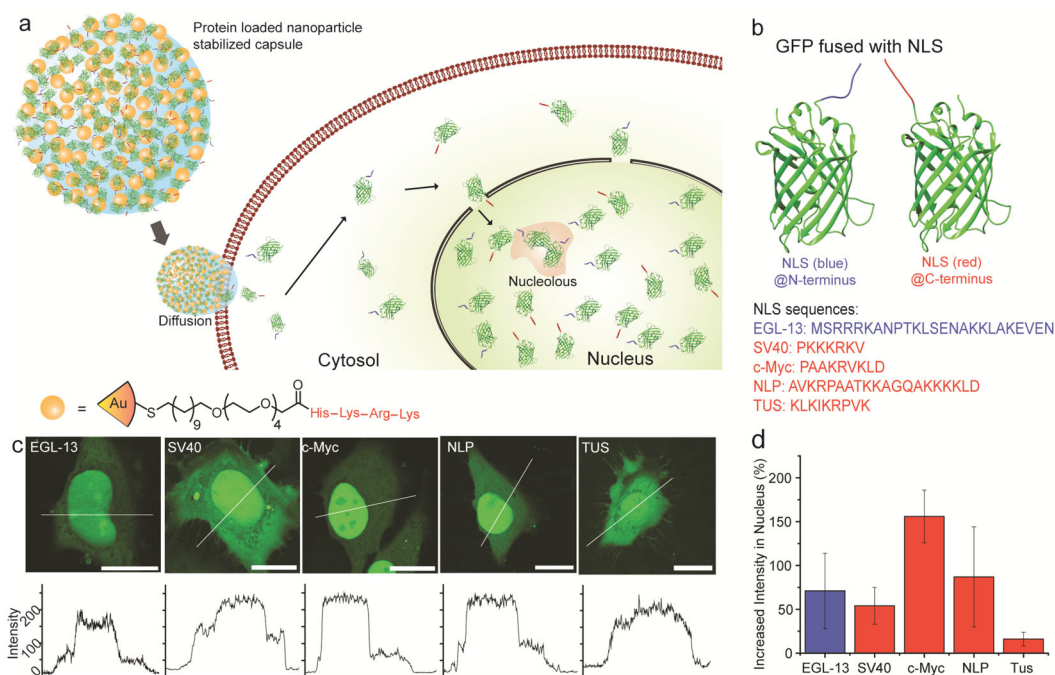 a
Protein loaded nanoparticle
stabilized capsule
Diffusion
Cytosol
Nucleolous
Nucleus
= Au S ( ) 9 O ( O ) 4 O His–Lys–Arg–Lys
b
GFP fused with NLS
NLS (blue)
@N-terminus
NLS (red)
@C-terminus
NLS sequences:
EGL-13: MSRRRKANPTKLSENAKKLAKEVEN
SV40: PKKKRKV
c-Myc: PAAKRVKLD
NLP: AVKRPAATKKAGQAKKKKLD
TUS: KLKIKRPVK
c
EGL-13
SV40
c-Myc
NLP
TUS
Intensity
200
100
0
d
Increased Intensity in Nucleus (%)
200
150
100
50
0
EGL-13
SV40
c-Myc
NLP
Tus